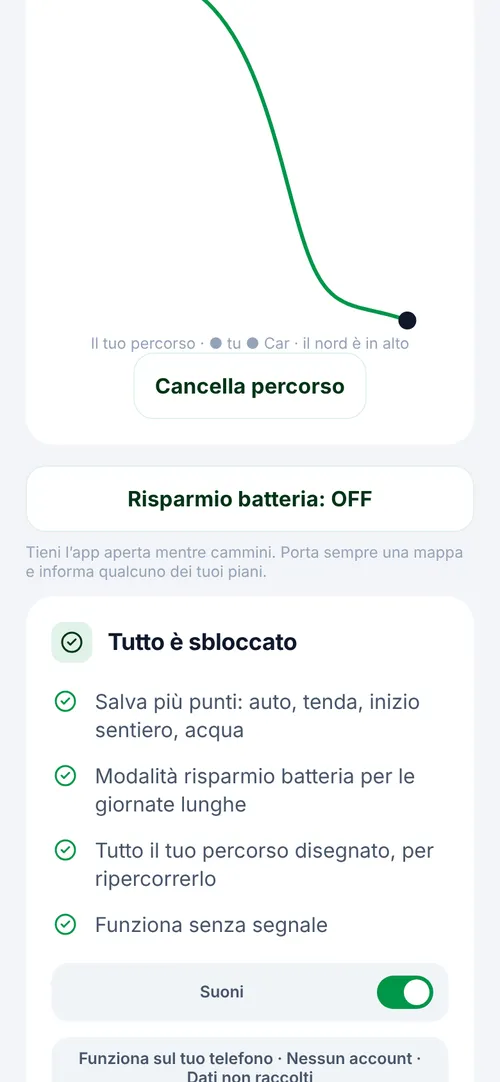 Il tuo percorso · ● tu ● Car · il nord è in alto
Cancella percorso
Risparmio batteria: OFF
Tieni l'app aperta mentre cammini. Porta sempre una mappa
e informa qualcuno dei tuoi piani.
Tutto è sbloccato
Salva più punti: auto, tenda, inizio
sentiero, acqua
Modalità risparmio batteria per le
giornate lunghe
Tutto il tuo percorso disegnato, per
ripercorrerlo
Funziona senza segnale
Suoni
Funziona sul tuo telefono · Nessun account ·
Dati non raccolti